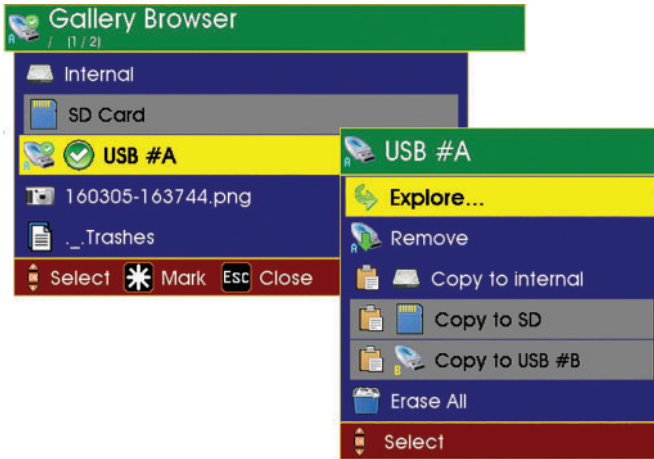 Gallery Browser
A / (1 / 2)
Internal
SD Card
A USB #A
160305-163744.png
._.Trashes
Select Mark Esc Close
A USB #A
Explore...
A Remove
Copy to internal
Copy to SD
B Copy to USB #B
Erase All
Select